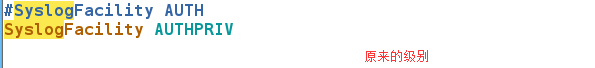 #SyslogFacility AUTH
SyslogFacility AUTHPRIV
原来的级别